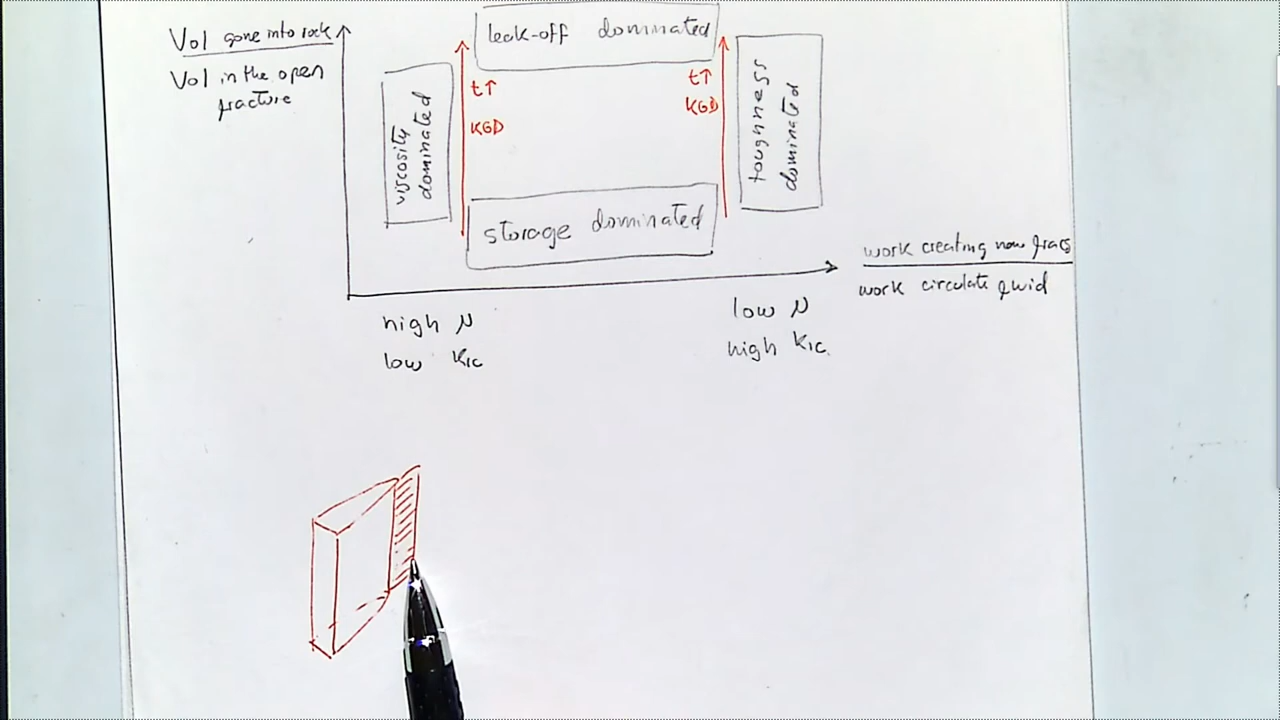 Vol gone into rock
Vol in the open
fracture
leak-off dominated
viscosity
dominated
t↑
KGD
t↑
KGD
toughness
dominated
storage dominated
work creating new fracs
work circulate fluid
high μ
low KIC
low μ
high KIC